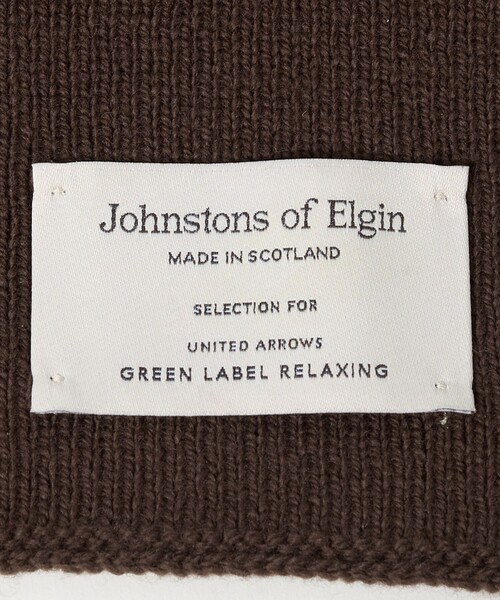 Johnstons of Elgin
MADE IN SCOTLAND
SELECTION FOR
UNITED ARROWS
GREEN LABEL RELAXING